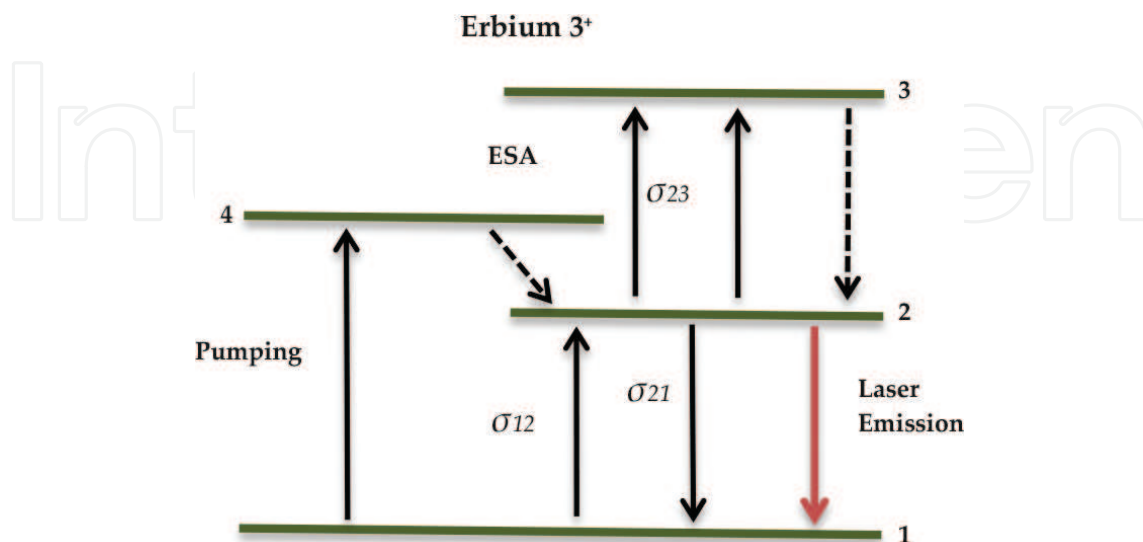 Erbium 3⁺
3
ESA
σ23
4
2
Pumping
σ12
σ21
Laser
Emission
1